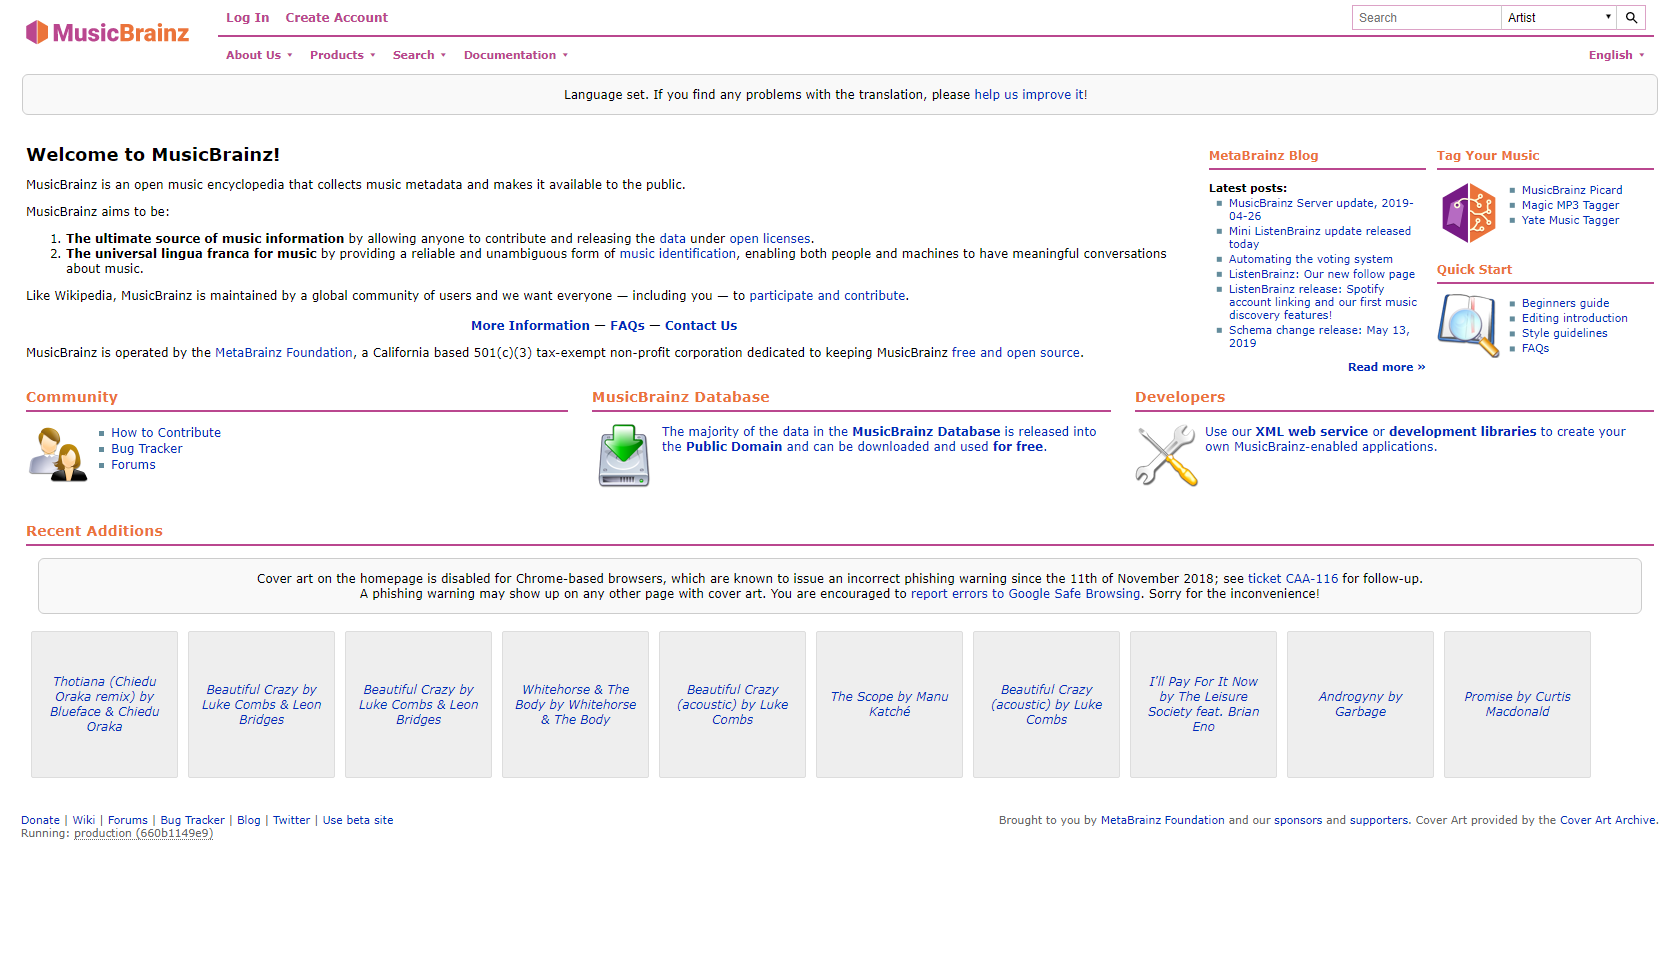 MusicBrainz
Log In Create Account
Search Artist
About Us Products Search Documentation
English
Language set. If you find any problems with the translation, please help us improve it!
Welcome to MusicBrainz!
MusicBrainz is an open music encyclopedia that collects music metadata and makes it available to the public.
MusicBrainz aims to be:
1. The ultimate source of music information by allowing anyone to contribute and releasing the data under open licenses.
2. The universal lingua franca for music by providing a reliable and unambiguous form of music identification, enabling both people and machines to have meaningful conversations
about music.
Like Wikipedia, MusicBrainz is maintained by a global community of users and we want everyone — including you — to participate and contribute.
More Information — FAQs — Contact Us
MusicBrainz is operated by the MetaBrainz Foundation, a California based 501(c)(3) tax-exempt non-profit corporation dedicated to keeping MusicBrainz free and open source.
MetaBrainz Blog
Latest posts:
MusicBrainz Server update, 2019-
04-26
Mini ListenBrainz update released
today
Automating the voting system
ListenBrainz: Our new follow page
ListenBrainz release: Spotify
account linking and our first music
discovery features!
Schema change release: May 13,
2019
Read more »
Tag Your Music
MusicBrainz Picard
Magic MP3 Tagger
Yate Music Tagger
Quick Start
Beginners guide
Editing introduction
Style guidelines
FAQs
Community
How to Contribute
Bug Tracker
Forums
MusicBrainz Database
The majority of the data in the MusicBrainz Database is released into
the Public Domain and can be downloaded and used for free.
Developers
Use our XML web service or development libraries to create your
own MusicBrainz-enabled applications.
Recent Additions
Cover art on the homepage is disabled for Chrome-based browsers, which are known to issue an incorrect phishing warning since the 11th of November 2018; see ticket CAA-116 for follow-up.
A phishing warning may show up on any other page with cover art. You are encouraged to report errors to Google Safe Browsing. Sorry for the inconvenience!
Thotiana (Chiedu
Oraka remix) by
Blueface & Chiedu
Oraka
Beautiful Crazy by
Luke Combs & Leon
Bridges
Beautiful Crazy by
Luke Combs & Leon
Bridges
Whitehorse & The
Body by Whitehorse
& The Body
Beautiful Crazy
(acoustic) by Luke
Combs
The Scope by Manu
Katché
Beautiful Crazy
(acoustic) by Luke
Combs
I'll Pay For It Now
by The Leisure
Society feat. Brian
Eno
Androgyny by
Garbage
Promise by Curtis
Macdonald
Donate | Wiki | Forums | Bug Tracker | Blog | Twitter | Use beta site
Running: production (660b1149e9)
Brought to you by MetaBrainz Foundation and our sponsors and supporters. Cover Art provided by the Cover Art Archive.